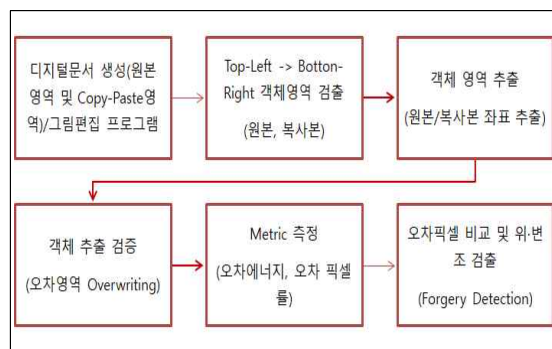 디지털문서 생성(원본
영역 및 Copy-Paste영
역)/그림편집 프로그램
Top-Left -> Botton-
Right 객체영역 검출
(원본, 복사본)
객체 영역 추출
(원본/복사본 좌표 추출)
객체 추출 검증
(오차영역 Overwriting)
Metric 측정
(오차에너지, 오차 픽셀
률)
오차픽셀 비교 및 위·변
조 검출
(Forgery Detection)